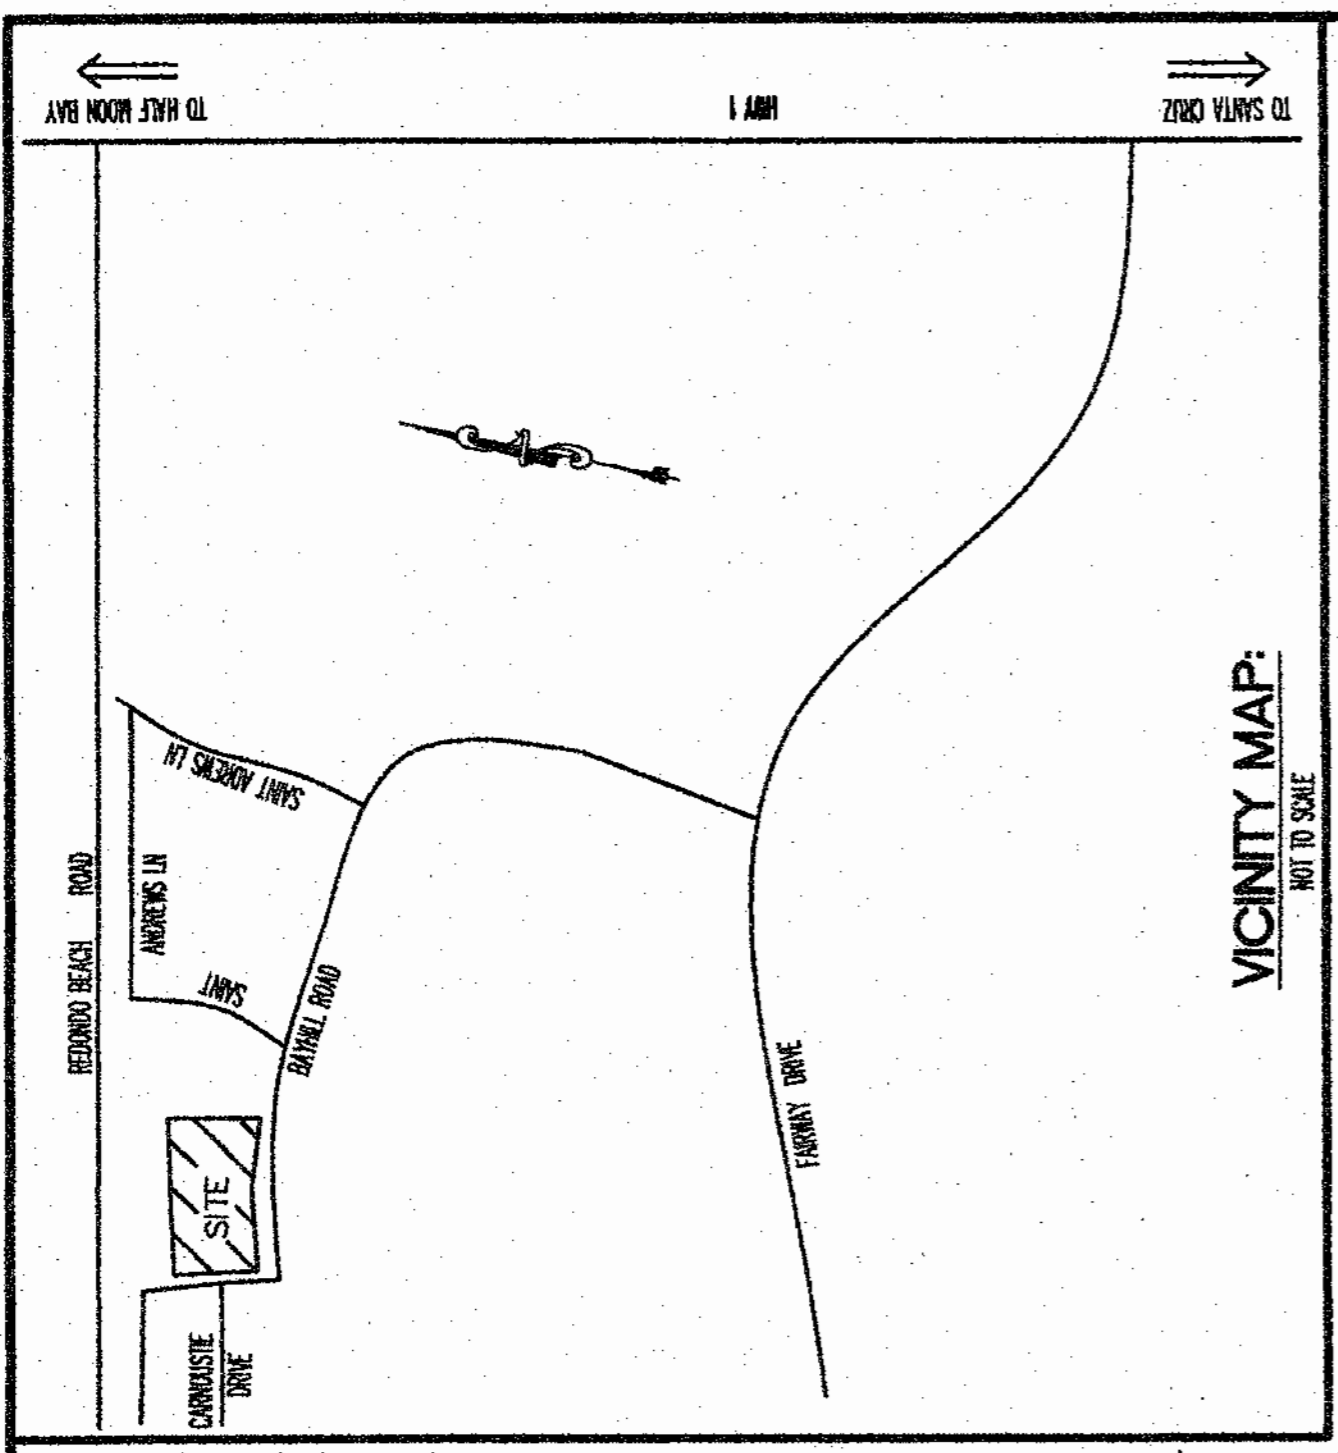 TO HALF MOON BAY
HWY 1
TO SANTA CRUZ
SAINT ADREWS LN
REDONDO BEACH ROAD
ANDREWS LN
SAINT
BAYHILL ROAD
FAIRWAY DRIVE
SITE
CARNOUSTIE
DRIVE
VICINITY MAP:
NOT TO SCALE